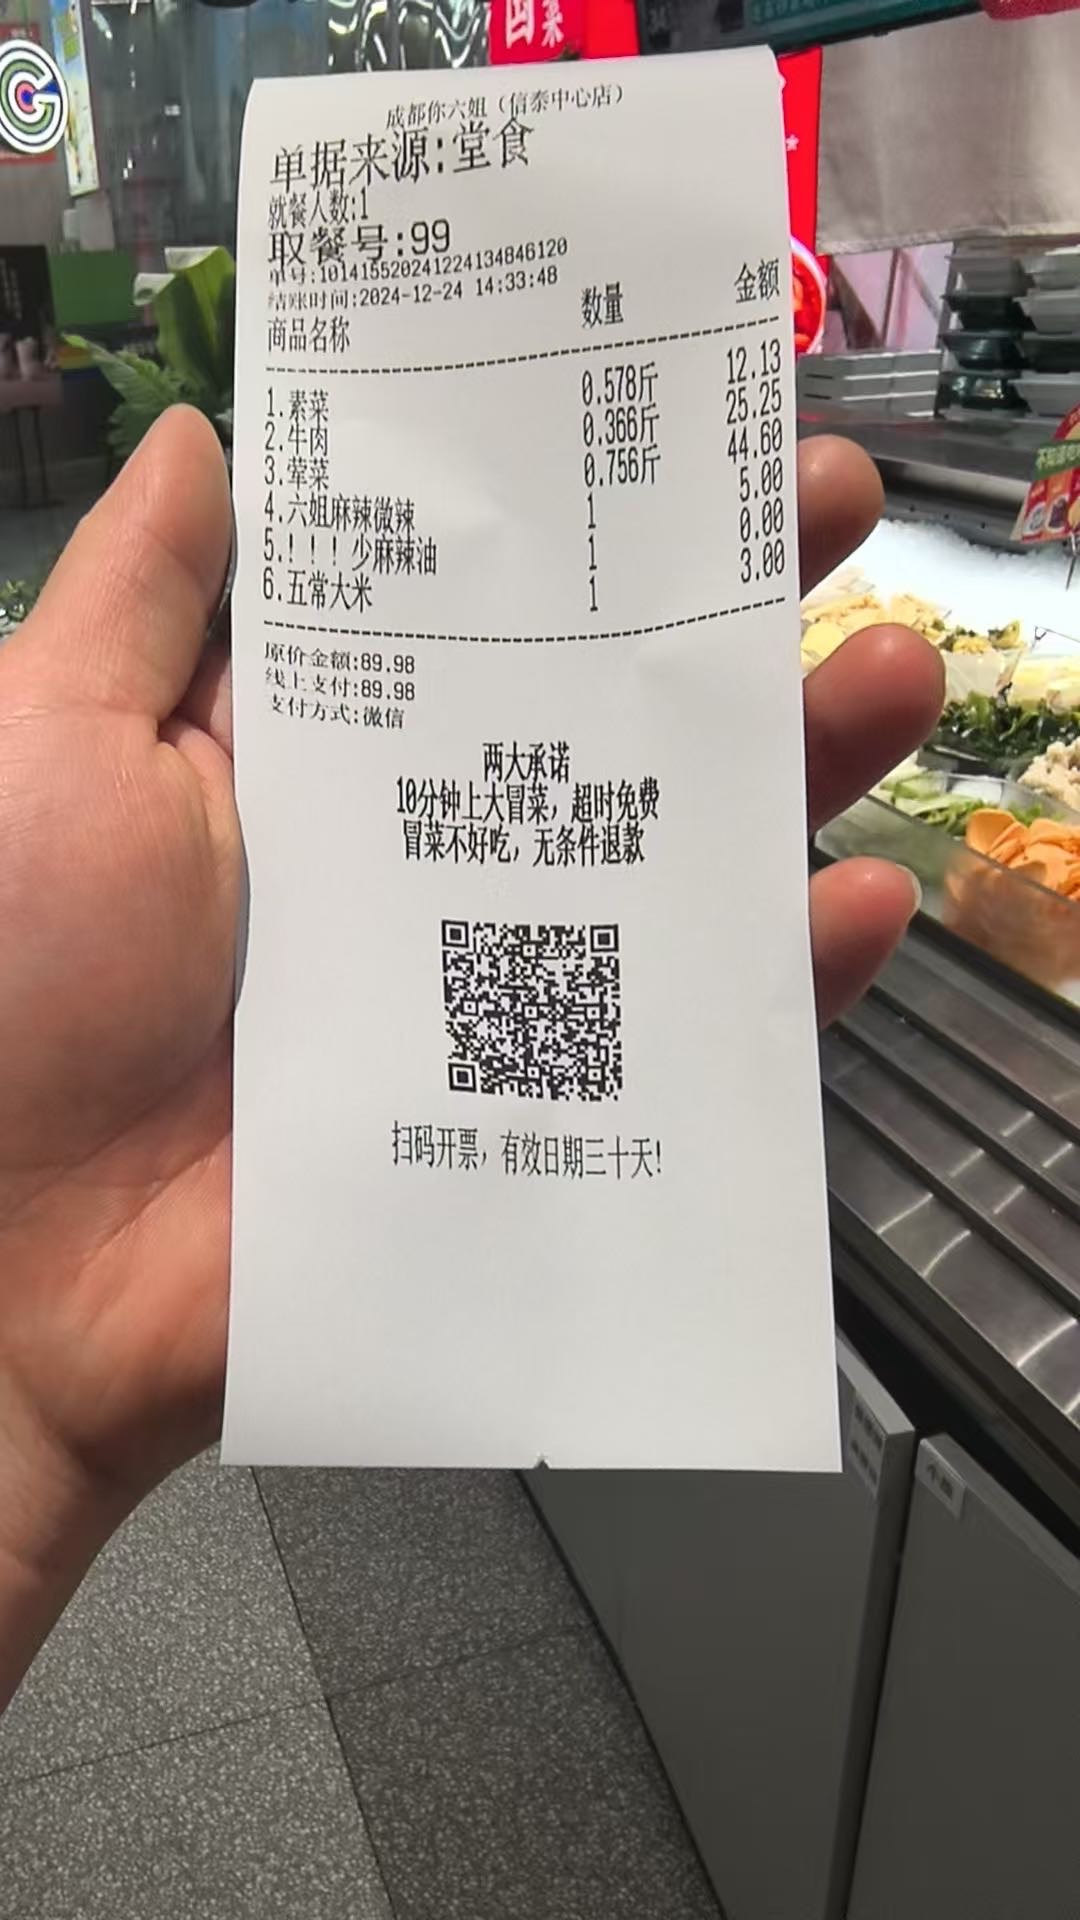 四菜
成都你六姐（信泰中心店）
单据来源:堂食
就餐人数:1
取餐号:99
单号:101415520241224134846120
结账时间:2024-12-24 14:33:48
商品名称 数量 金额
1.素菜 0.578斤 12.13
2.牛肉 0.366斤 25.25
3.荤菜 0.756斤 44.60
4.六姐麻辣微辣 1 5.00
5.！！！少麻辣油 1 0.00
6.五常大米 1 3.00
原价金额:89.98
线上支付:89.98
支付方式:微信
两大承诺
10分钟上大冒菜，超时免费
冒菜不好吃，无条件退款
扫码开票，有效日期三十天!